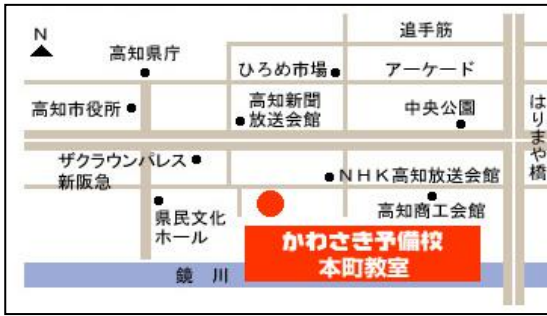 N
追手筋
高知県庁
ひろめ市場
アーケード
高知市役所
高知新聞
放送会館
中央公園
はりまや橋
ザクラウンパレス
新阪急
NHK高知放送会館
県民文化
ホール
高知商工会館
かわさき予備校
本町教室
鏡川